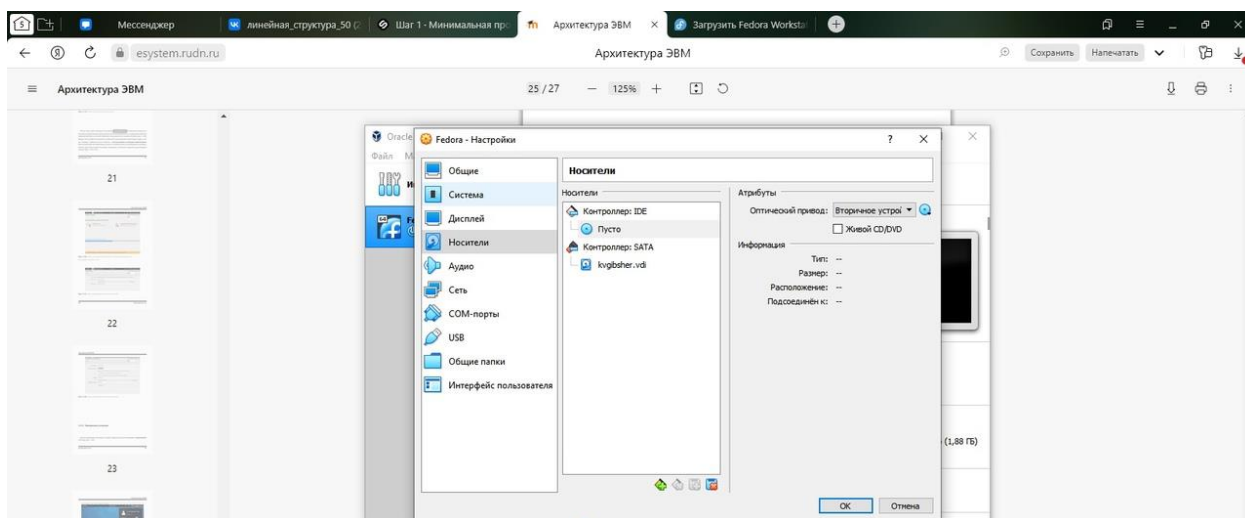 5 Мессенджер линейная_структура_50 (2 Шаг 1 - Минимальная про Архитектура ЭВМ Загрузить Fedora Worksta
esystem.rudn.ru Архитектура ЭВМ Сохранить Напечатать
Архитектура ЭВМ 25 / 27 — 125% +
21
22
23
Oracle
Файл
Fedora - Настройки ? X
Общие
Система
Дисплей
Носители
Аудио
Сеть
COM-порты
USB
Общие папки
Интерфейс пользователя
Носители
Носители
Контроллер: IDE
Пусто
Контроллер: SATA
kvgibsher.vdi
Атрибуты
Оптический привод: Вторичное устрой
Живой CD/DVD
Информация
Тип: --
Размер: --
Расположение: --
Подсоединён к: --
OK Отмена
(1,88 ГБ)